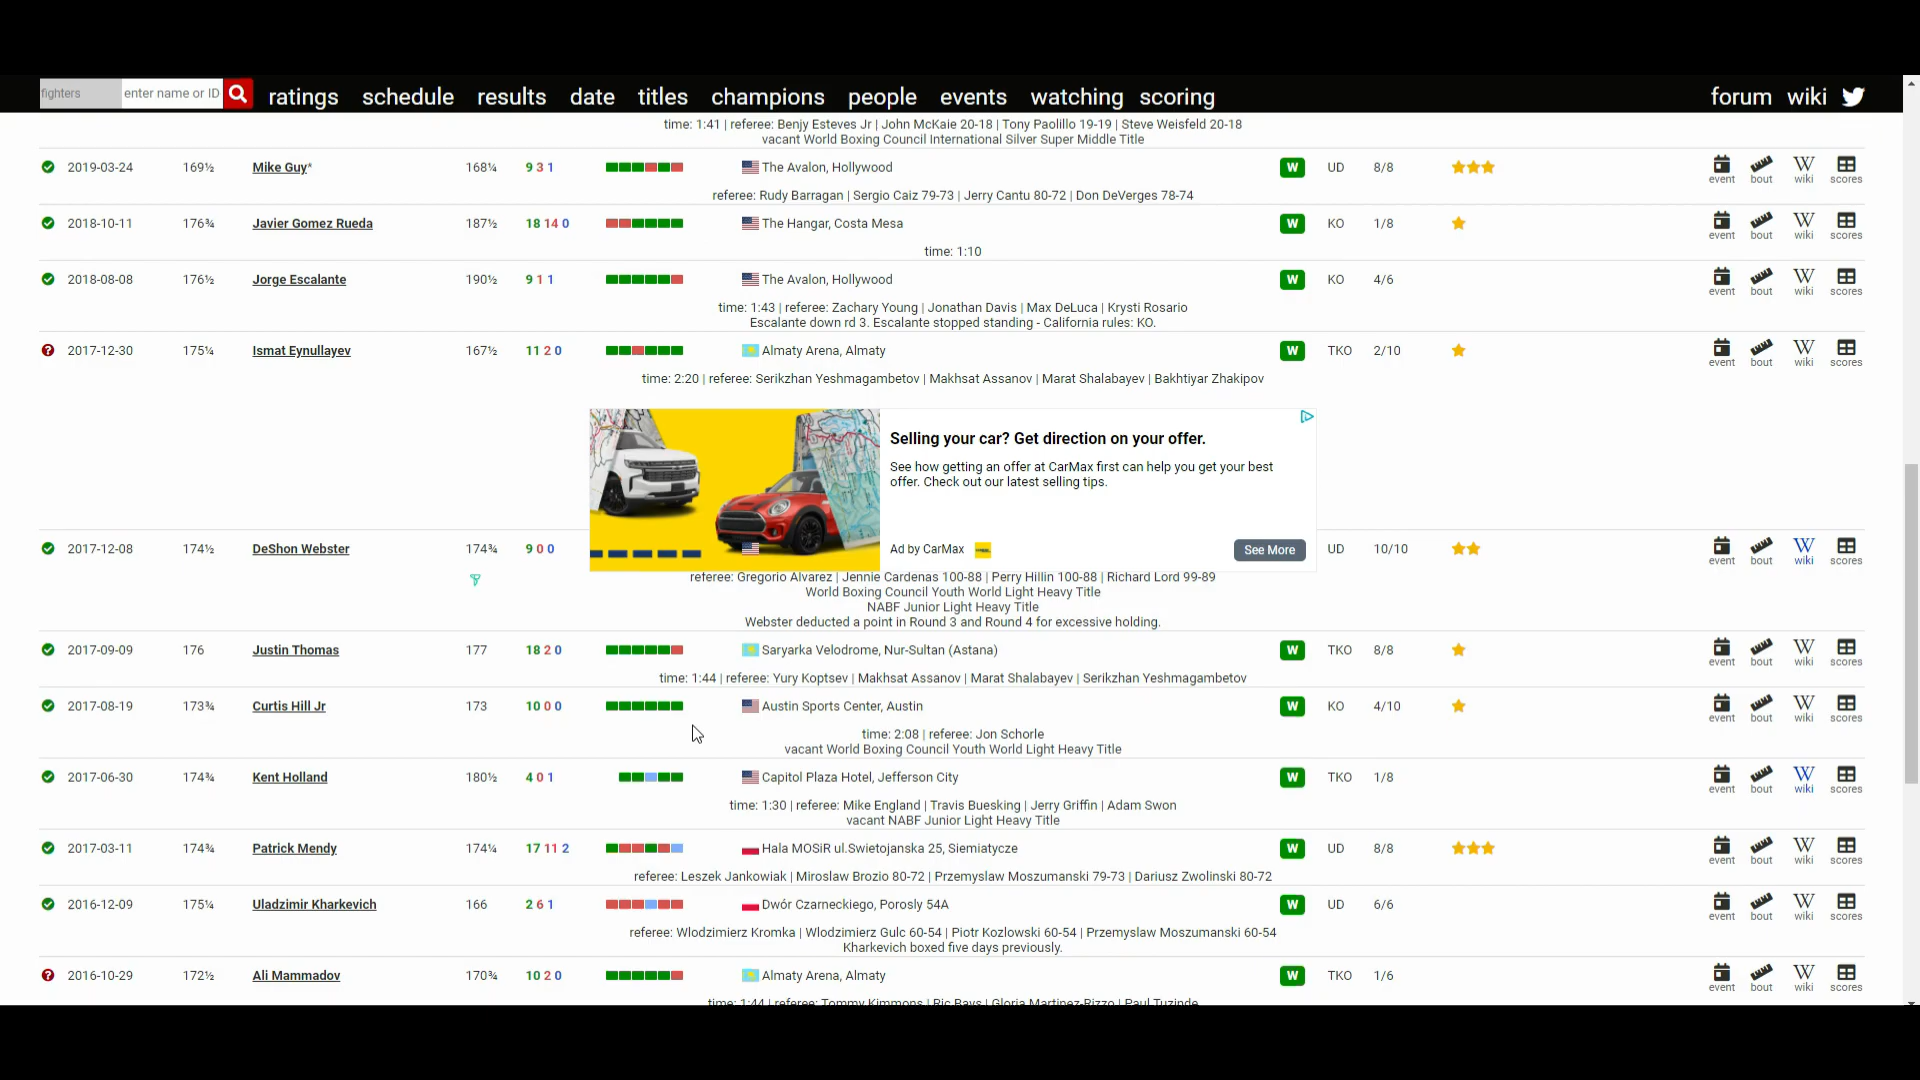 fighters enter name or ID ratings schedule results date titles champions people events watching scoring forum wiki
time: 1:41 | referee: Benjy Esteves Jr | John McKaie 20-18 | Tony Paolillo 19-19 | Steve Weisfeld 20-18
vacant World Boxing Council International Silver Super Middle Title
2019-03-24 169½ Mike Guy* 168¼ 9 3 1 The Avalon, Hollywood W UD 8/8
event bout wiki scores
referee: Rudy Barragan | Sergio Caiz 79-73 | Jerry Cantu 80-72 | Don DeVerges 78-74
2018-10-11 176¾ Javier Gomez Rueda 187½ 18 14 0 The Hangar, Costa Mesa W KO 1/8
event bout wiki scores
time: 1:10
2018-08-08 176½ Jorge Escalante 190½ 9 1 1 The Avalon, Hollywood W KO 4/6
event bout wiki scores
time: 1:43 | referee: Zachary Young | Jonathan Davis | Max DeLuca | Krysti Rosario
Escalante down rd 3. Escalante stopped standing - California rules: KO.
2017-12-30 175¼ Ismat Eynullayev 167½ 11 2 0 Almaty Arena, Almaty W TKO 2/10
event bout wiki scores
time: 2:20 | referee: Serikzhan Yeshmagambetov | Makhsat Assanov | Marat Shalabayev | Bakhtiyar Zhakipov
Selling your car? Get direction on your offer.
See how getting an offer at CarMax first can help you get your best
offer. Check out our latest selling tips.
Ad by CarMax See More
2017-12-08 174½ DeShon Webster 174¾ 9 0 0 UD 10/10
event bout wiki scores
referee: Gregorio Alvarez | Jennie Cardenas 100-88 | Perry Hillin 100-88 | Richard Lord 99-89
World Boxing Council Youth World Light Heavy Title
NABF Junior Light Heavy Title
Webster deducted a point in Round 3 and Round 4 for excessive holding.
2017-09-09 176 Justin Thomas 177 18 2 0 Saryarka Velodrome, Nur-Sultan (Astana) W TKO 8/8
event bout wiki scores
time: 1:44 | referee: Yury Koptsev | Makhsat Assanov | Marat Shalabayev | Serikzhan Yeshmagambetov
2017-08-19 173¾ Curtis Hill Jr 173 10 0 0 Austin Sports Center, Austin W KO 4/10
event bout wiki scores
time: 2:08 | referee: Jon Schorle
vacant World Boxing Council Youth World Light Heavy Title
2017-06-30 174¾ Kent Holland 180½ 4 0 1 Capitol Plaza Hotel, Jefferson City W TKO 1/8
event bout wiki scores
time: 1:30 | referee: Mike England | Travis Buesking | Jerry Griffin | Adam Swon
vacant NABF Junior Light Heavy Title
2017-03-11 174¾ Patrick Mendy 174¼ 17 11 2 Hala MOSiR ul.Swietojanska 25, Siemiatycze W UD 8/8
event bout wiki scores
referee: Leszek Jankowiak | Miroslaw Brozio 80-72 | Przemyslaw Moszumanski 79-73 | Dariusz Zwolinski 80-72
2016-12-09 175¼ Uladzimir Kharkevich 166 2 6 1 Dwór Czarneckiego, Porosly 54A W UD 6/6
event bout wiki scores
referee: Wlodzimierz Kromka | Wlodzimierz Gulc 60-54 | Piotr Kozlowski 60-54 | Przemyslaw Moszumanski 60-54
Kharkevich boxed five days previously.
2016-10-29 172½ Ali Mammadov 170¾ 10 2 0 Almaty Arena, Almaty W TKO 1/6
event bout wiki scores
time: 1:44 | referee: Tommy Kimmons | Ric Bays | Gloria Martinez-Rizzo | Paul Tuzinde